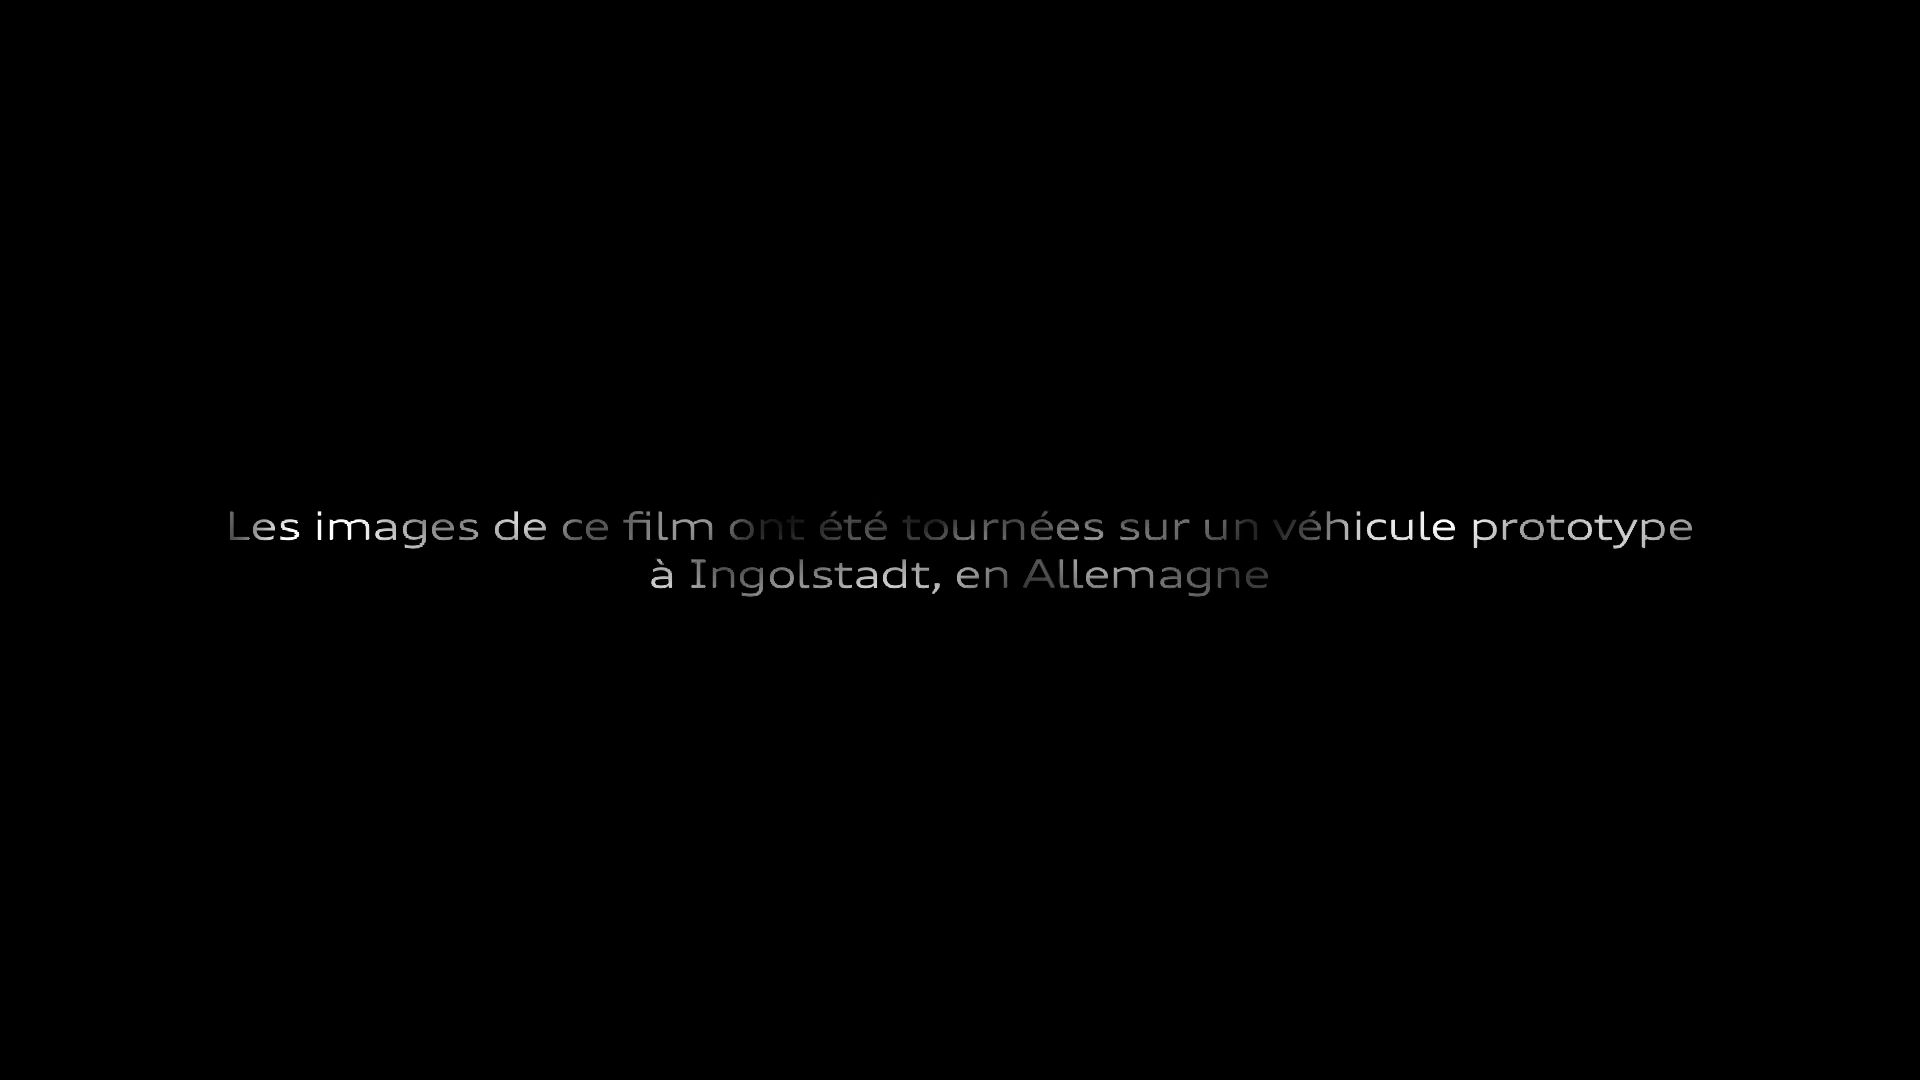 Les images de ce film ont été tournées sur un véhicule prototype
à Ingolstadt, en Allemagne